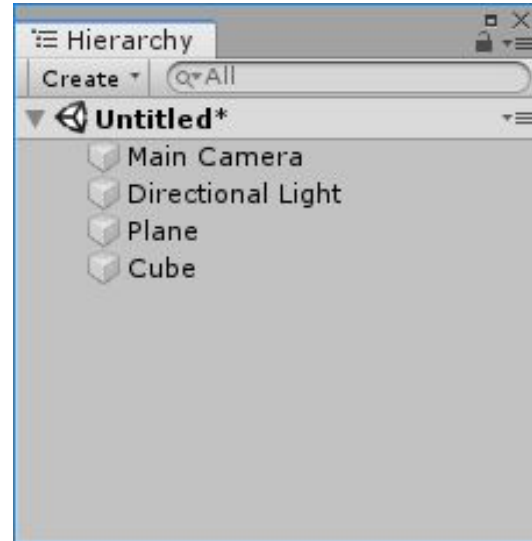 Hierarchy
Create All
Untitled*
Main Camera
Directional Light
Plane
Cube